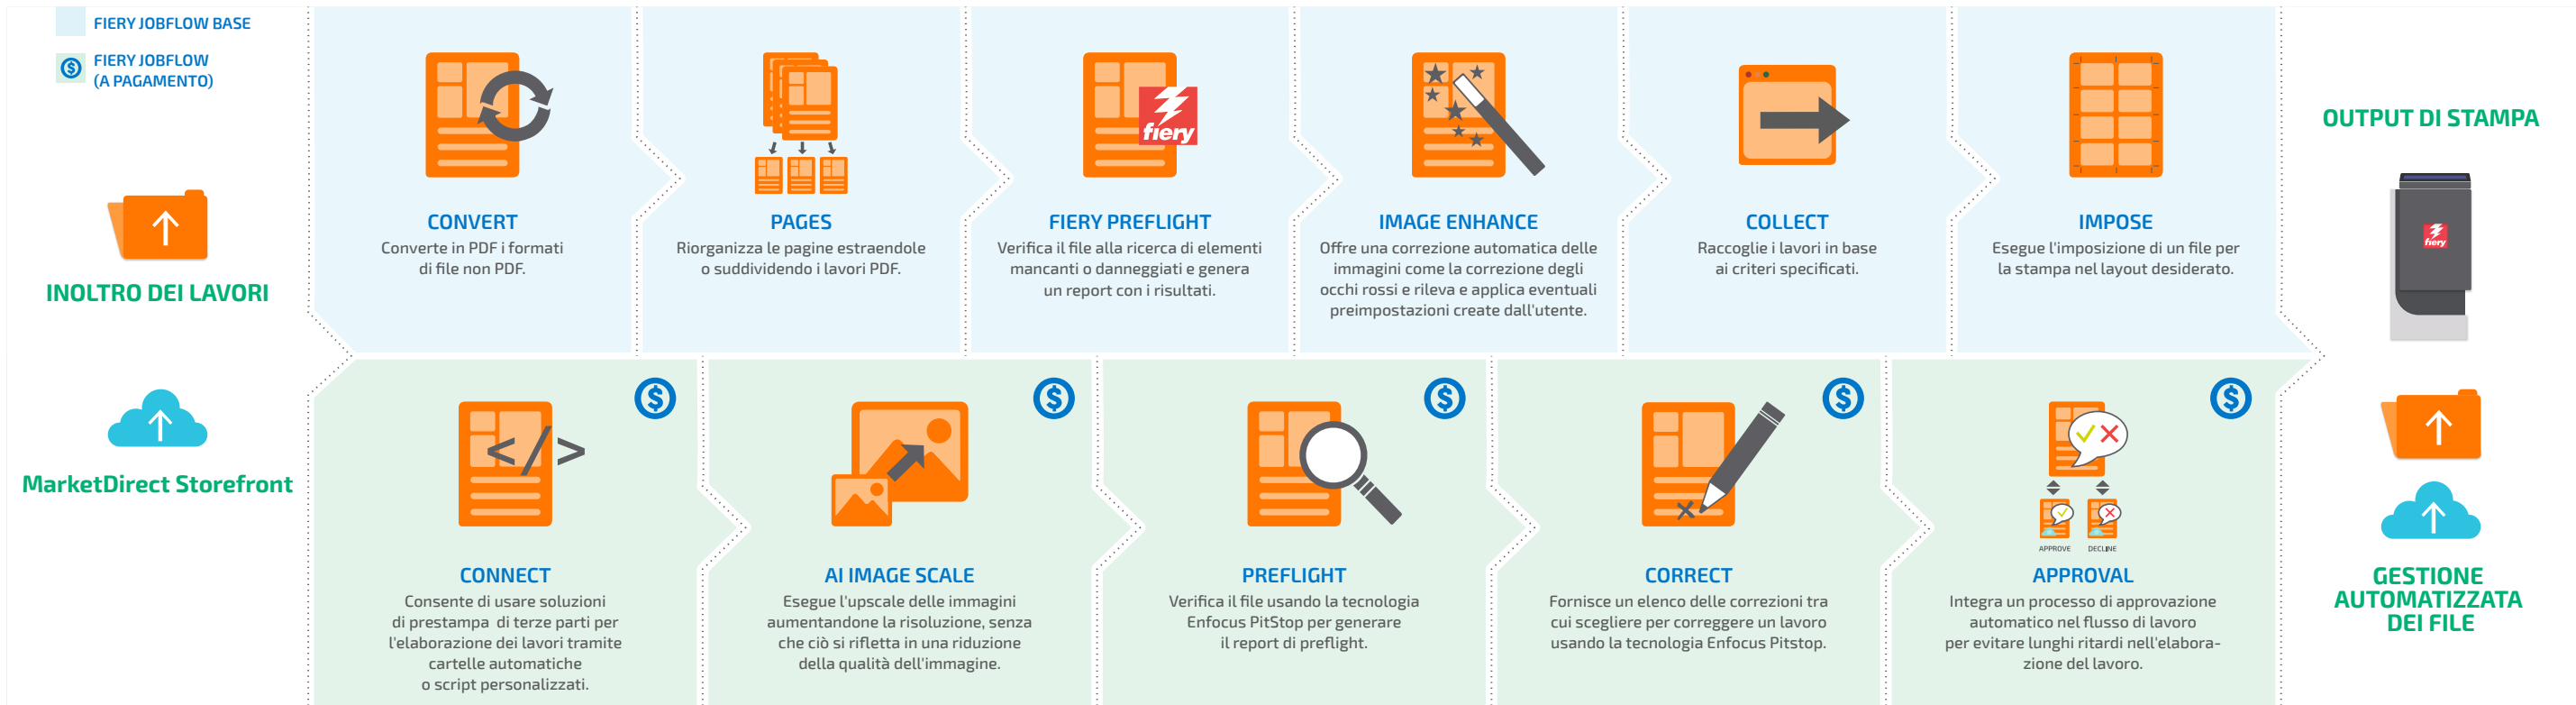 FIERY JOBFLOW BASE
FIERY JOBFLOW
(A PAGAMENTO)
INOLTRO DEI LAVORI
MarketDirect Storefront
fiery
CONVERT
Converte in PDF i formati
di file non PDF.
PAGES
Riorganizza le pagine estraendole
o suddividendo i lavori PDF.
FIERY PREFLIGHT
Verifica il file alla ricerca di elementi
mancanti o danneggiati e genera
un report con i risultati.
IMAGE ENHANCE
Offre una correzione automatica delle
immagini come la correzione degli
occhi rossi e rileva e applica eventuali
preimpostazioni create dall'utente.
COLLECT
Raccoglie i lavori in base
ai criteri specificati.
IMPOSE
Esegue l'imposizione di un file per
la stampa nel layout desiderato.
CONNECT
Consente di usare soluzioni
di prestampa di terze parti per
l'elaborazione dei lavori tramite
cartelle automatiche
o script personalizzati.
AI IMAGE SCALE
Esegue l'upscale delle immagini
aumentandone la risoluzione, senza
che ciò si rifletta in una riduzione
della qualità dell'immagine.
PREFLIGHT
Verifica il file usando la tecnologia
Enfocus PitStop per generare
il report di preflight.
CORRECT
Fornisce un elenco delle correzioni tra
cui scegliere per correggere un lavoro
usando la tecnologia Enfocus Pitstop.
APPROVE
DECLINE
APPROVAL
Integra un processo di approvazione
automatico nel flusso di lavoro
per evitare lunghi ritardi nell'elabora-
zione del lavoro.
OUTPUT DI STAMPA
fiery
GESTIONE
AUTOMATIZZATA
DEI FILE